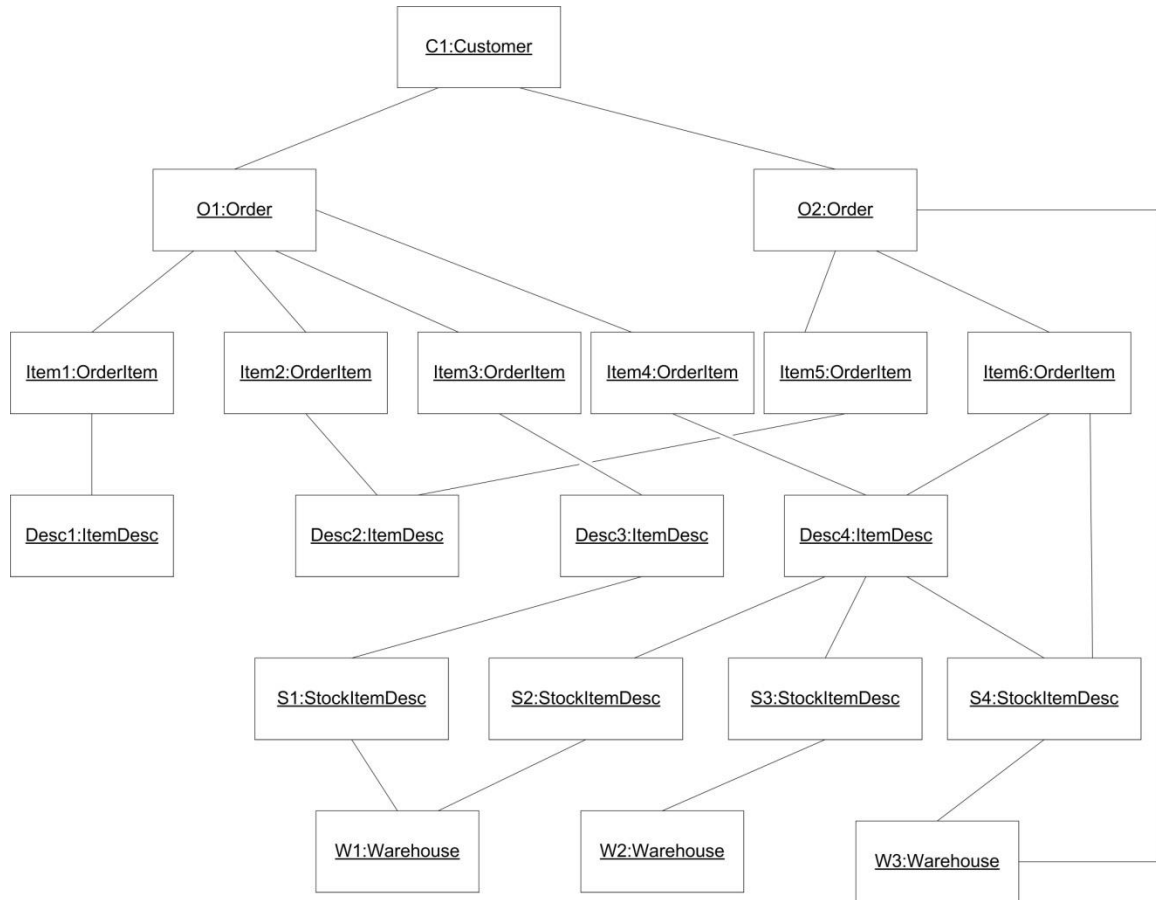 C1:Customer
O1:Order
O2:Order
Item1:OrderItem
Item2:OrderItem
Item3:OrderItem
Item4:OrderItem
Item5:OrderItem
Item6:OrderItem
Desc1:ItemDesc
Desc2:ItemDesc
Desc3:ItemDesc
Desc4:ItemDesc
S1:StockItemDesc
S2:StockItemDesc
S3:StockItemDesc
S4:StockItemDesc
W1:Warehouse
W2:Warehouse
W3:Warehouse